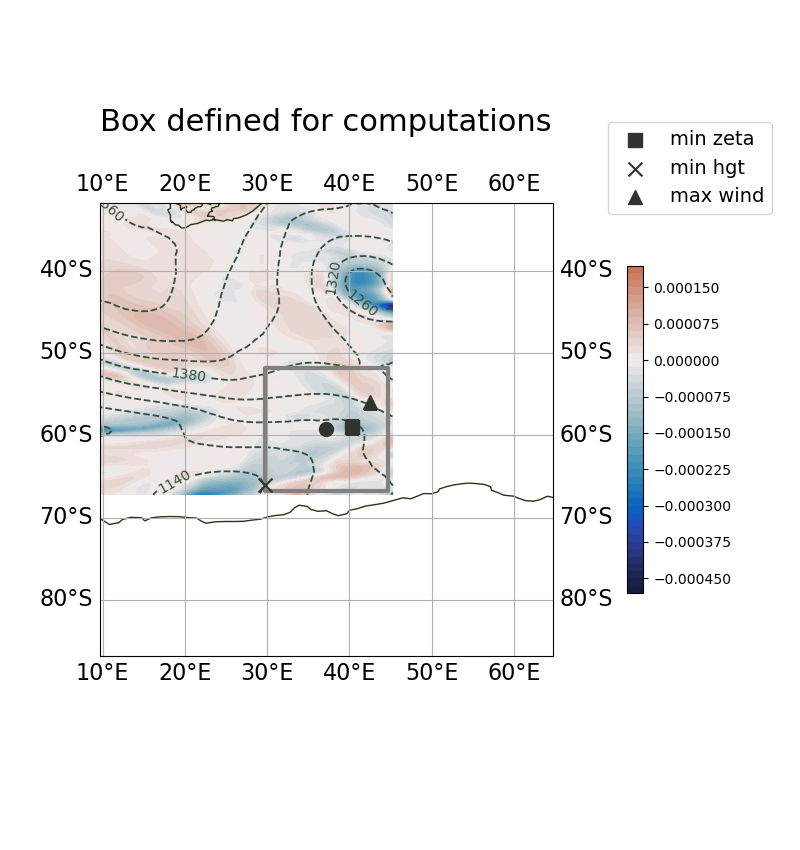 Box defined for computations
min zeta
min hgt
max wind
10°E 20°E 30°E 40°E 50°E 60°E
40°S 40°S
50°S 50°S
60°S 60°S
70°S 70°S
80°S 80°S
10°E 20°E 30°E 40°E 50°E 60°E
1320
1260
1380
1140
0.000150
0.000075
0.000000
−0.000075
−0.000150
−0.000225
−0.000300
−0.000375
−0.000450